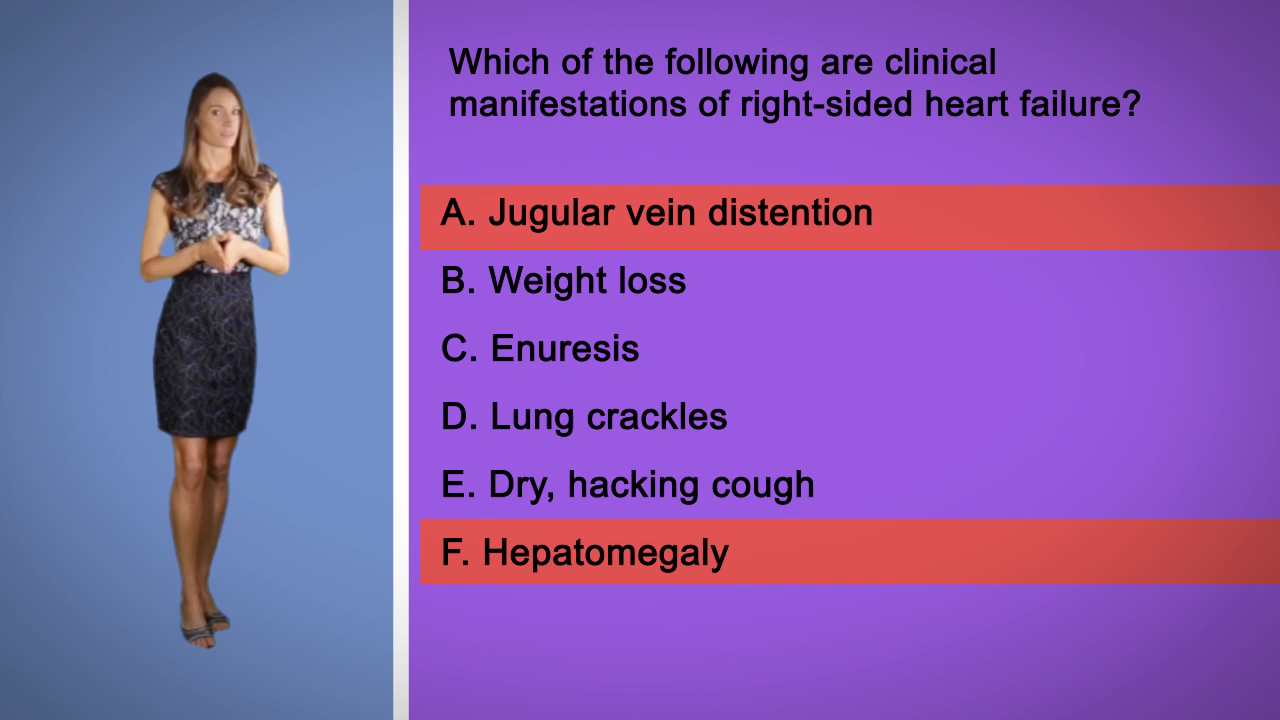 Which of the following are clinical
manifestations of right-sided heart failure?
A. Jugular vein distention
B. Weight loss
C. Enuresis
D. Lung crackles
E. Dry, hacking cough
F. Hepatomegaly